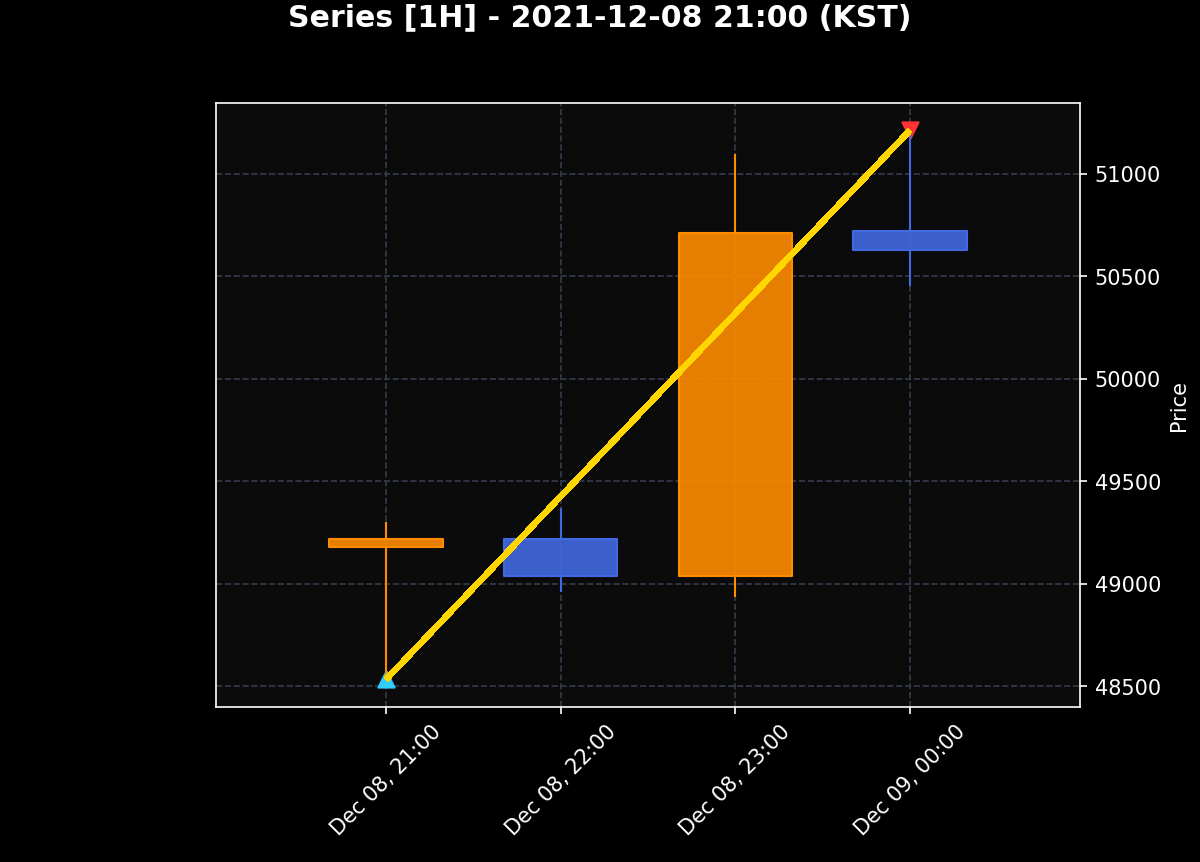 Series [1H] - 2021-12-08 21:00 (KST)
51000
50500
50000
49500
49000
48500
Price
Dec 08, 21:00
Dec 08, 22:00
Dec 08, 23:00
Dec 09, 00:00